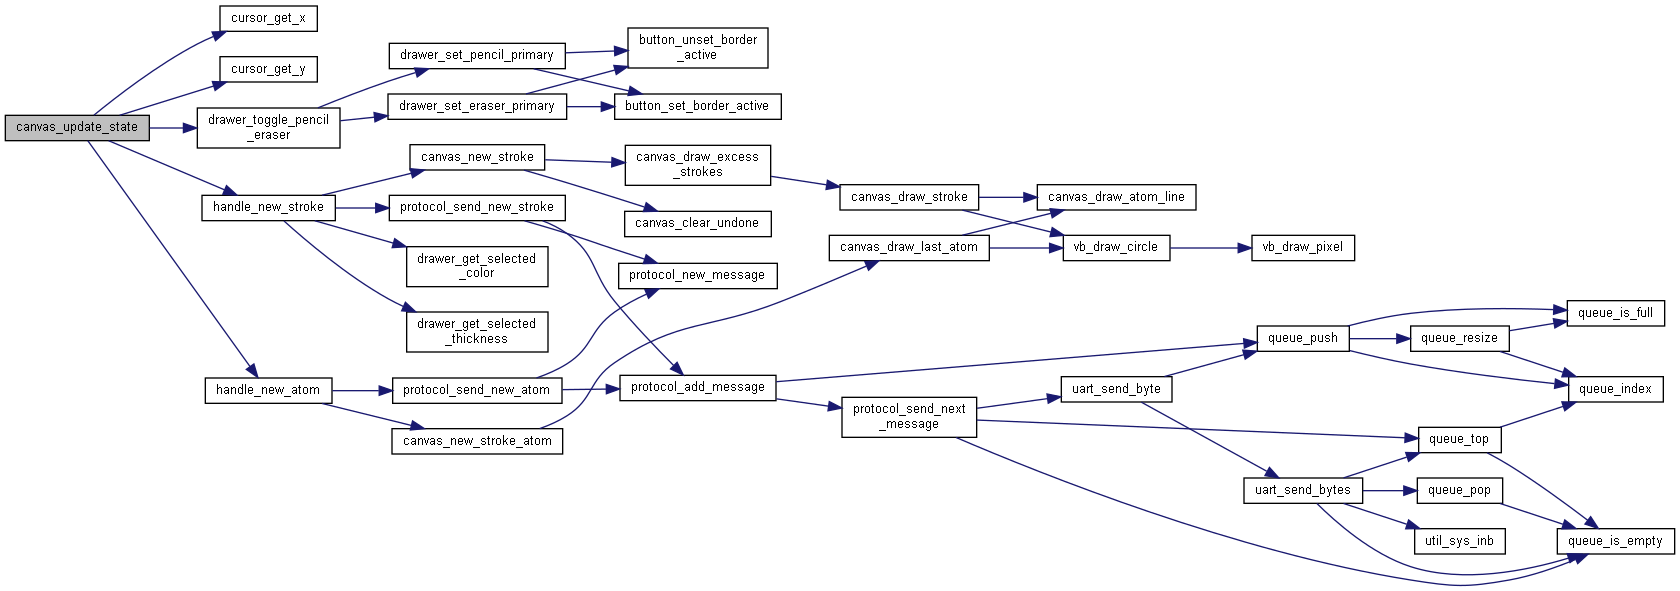 canvas_update_state
cursor_get_x
cursor_get_y
drawer_toggle_pencil
_eraser
handle_new_stroke
handle_new_atom
drawer_set_pencil_primary
drawer_set_eraser_primary
canvas_new_stroke
protocol_send_new_stroke
drawer_get_selected
_color
drawer_get_selected
_thickness
protocol_send_new_atom
canvas_new_stroke_atom
button_unset_border
_active
button_set_border_active
canvas_draw_excess
_strokes
canvas_clear_undone
protocol_new_message
protocol_add_message
canvas_draw_stroke
canvas_draw_last_atom
protocol_send_next
_message
canvas_draw_atom_line
vb_draw_circle
uart_send_byte
vb_draw_pixel
queue_push
uart_send_bytes
queue_resize
queue_top
queue_pop
util_sys_inb
queue_is_full
queue_index
queue_is_empty